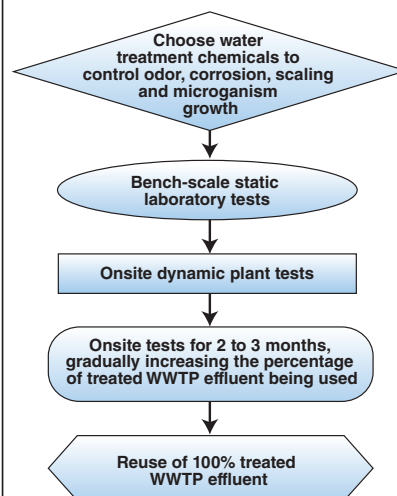 Choose water
treatment chemicals to
control odor, corrosion, scaling
and microganism
growth
Bench-scale static
laboratory tests
Onsite dynamic plant tests
Onsite tests for 2 to 3 months,
gradually increasing the percentage
of treated WWTP effluent being used
Reuse of 100% treated
WWTP effluent